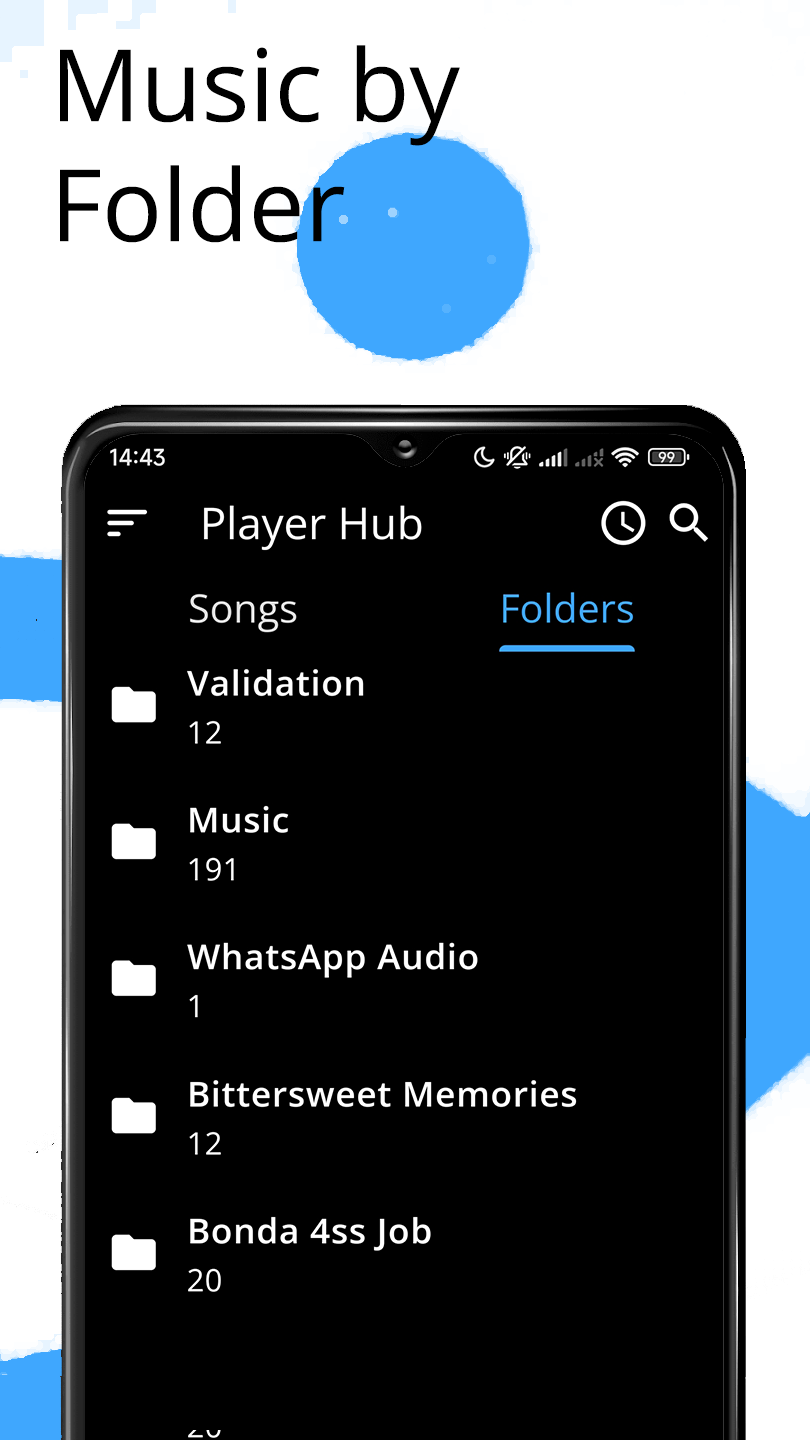 Music by
Folder
14:43
99
Player Hub
Songs
Folders
Validation
12
Music
191
WhatsApp Audio
1
Bittersweet Memories
12
Bonda 4ss Job
20